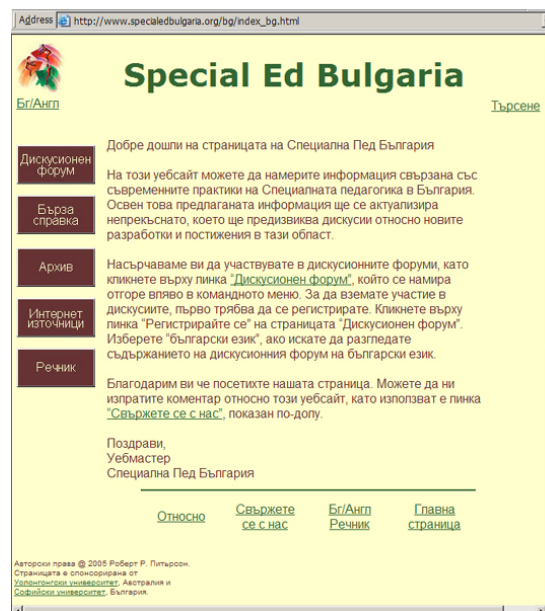 Address http://www.specialedbulgaria.org/bg/index_bg.html
Special Ed Bulgaria
Бг/Англ
Търсене
Дискусионен
форум
Бърза
справка
Архив
Интернет
източници
Речник
Добре дошли на страницата на Специална Пед България
На този уебсайт можете да намерите информация свързана със
съвременните практики на Специалната педагогика в България.
Освен това предлаганата информация ще се актуализира
непрекъснато, което ще предизвиква дискусии относно новите
разработки и постижения в тази област.
Насърчаваме ви да участвувате в дискусионните форуми, като
кликнете върху линка "Дискусионен форум", който се намира
отгоре вляво в командното меню. За да вземате участие в
дискусиите, първо трябва да се регистрирате. Кликнете върху
линка "Регистрирайте се" на страницата "Дискусионен форум".
Изберете "български език", ако искате да разгледате
съдържанието на дискусионния форум на български език.
Благодарим ви че посетихте нашата страница. Можете да ни
изпратите коментар относно този уебсайт, като използват е линка
"Свържете се с нас", показан по-долу.
Поздрави,
Уебмастер
Специална Пед България
Относно
Свържете
се с нас
Бг/Англ
Речник
Главна
страница
Авторски права @ 2005 Роберт Р. Питърсон.
Страницата е спонсорирана от
Уолонгонгски университет, Австралия и
Софийски университет, България.